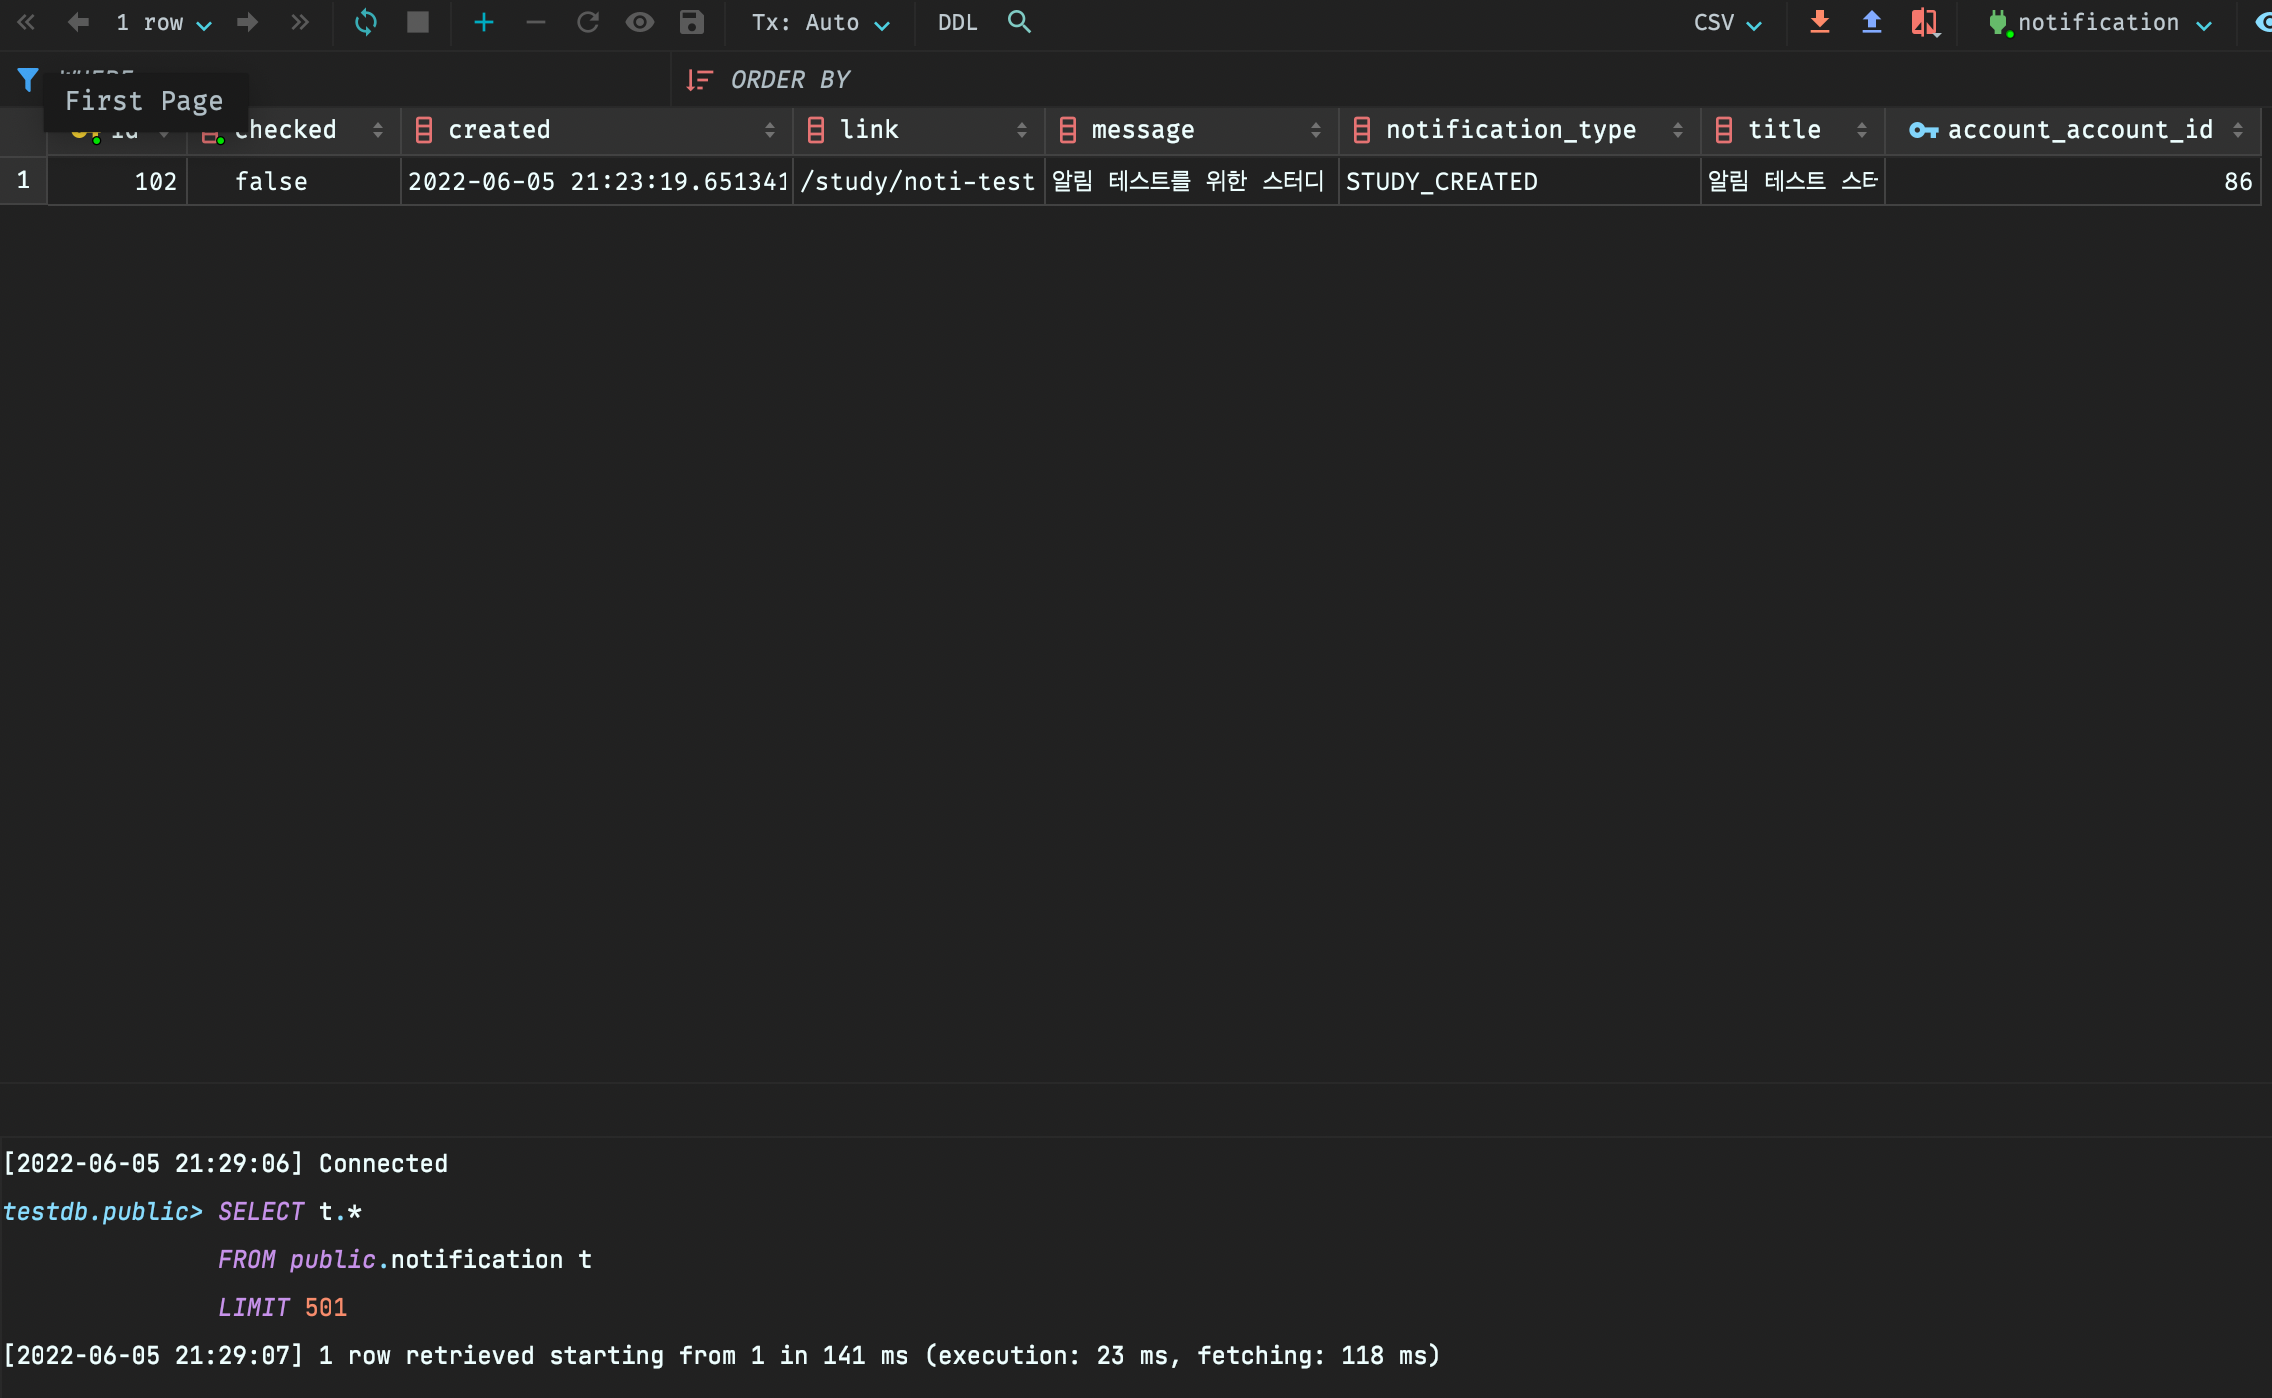 1 row Tx: Auto DDL CSV notification
ORDER BY
First Page
id checked created link message notification_type title account_account_id
1 102 false 2022-06-05 21:23:19.651341 /study/noti-test 알림 테스트를 위한 스터디 STUDY_CREATED 알림 테스트 스터 86
[2022-06-05 21:29:06] Connected
testdb.public> SELECT t.*
FROM public.notification t
LIMIT 501
[2022-06-05 21:29:07] 1 row retrieved starting from 1 in 141 ms (execution: 23 ms, fetching: 118 ms)